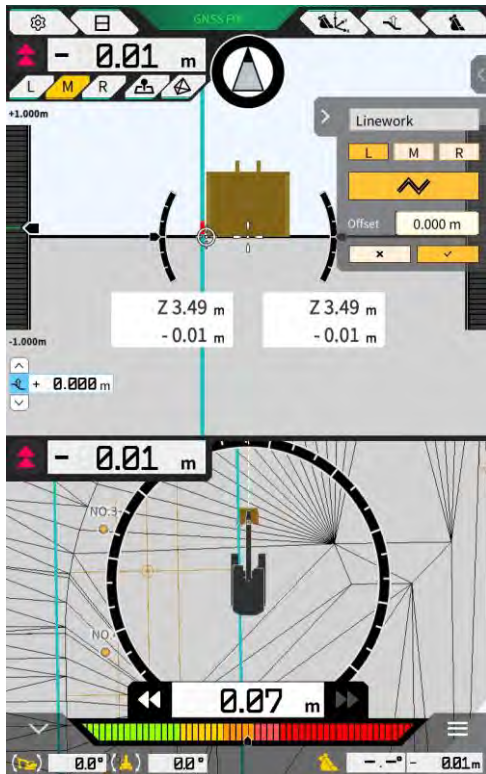 GNSS FIX
- 0.01 m
L M R
+1.000m
Linework
L M R
Offset 0.000 m
Z 3.49 m
- 0.01 m
Z 3.49 m
- 0.01 m
-1.000m
+ 0.000 m
- 0.01 m
NO.3
NO.
0.07 m
0.0° 0.0° -.-° - 0.01m